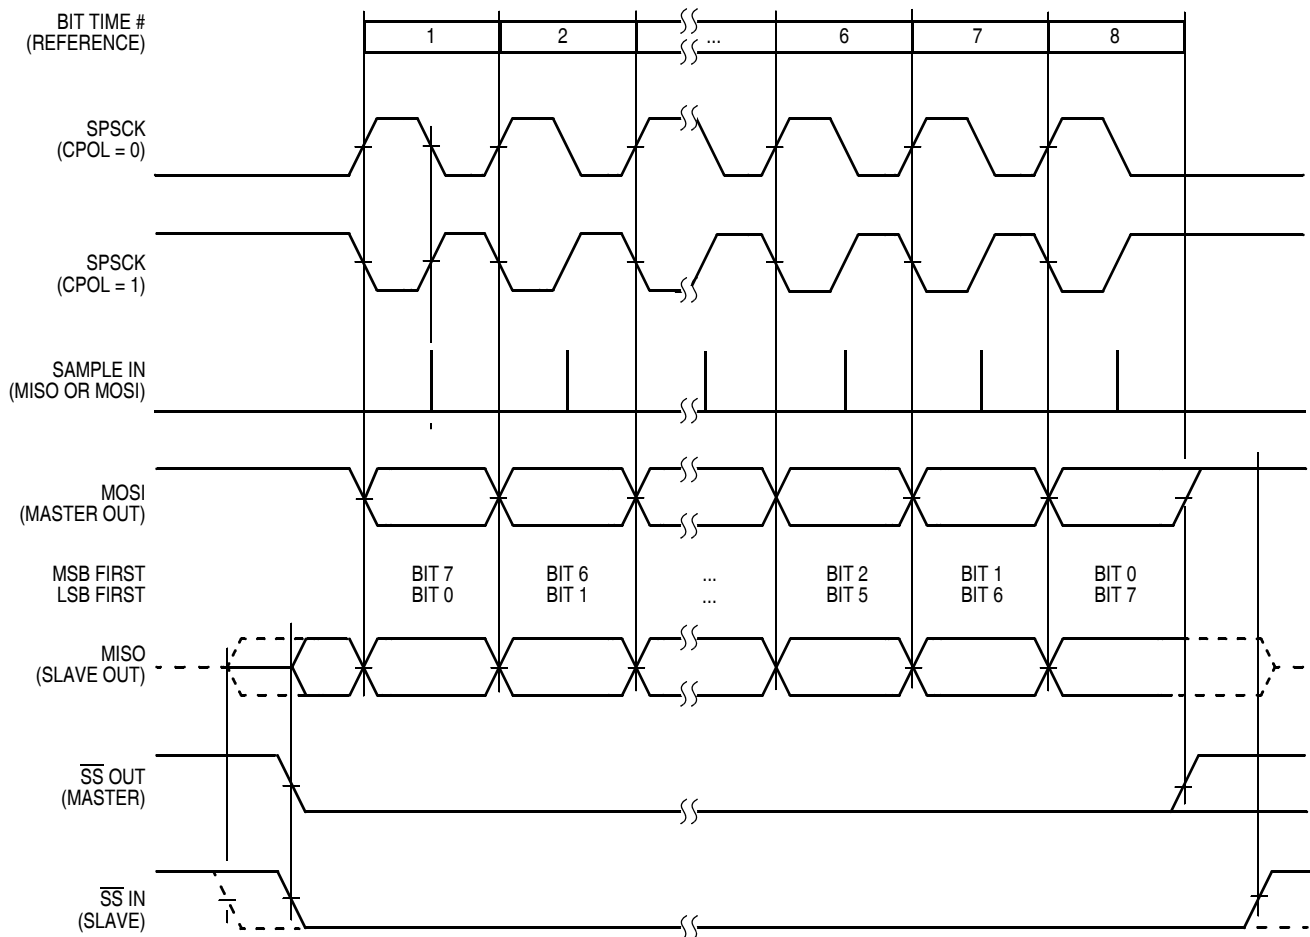 BIT TIME #
(REFERENCE)
1 2 ... 6 7 8
SPSCK
(CPOL = 0)
SPSCK
(CPOL = 1)
SAMPLE IN
(MISO OR MOSI)
MOSI
(MASTER OUT)
MSB FIRST BIT 7 BIT 6 ... BIT 2 BIT 1 BIT 0
LSB FIRST BIT 0 BIT 1 ... BIT 5 BIT 6 BIT 7
MISO
(SLAVE OUT)
S̅S̅ OUT
(MASTER)
S̅S̅ IN
(SLAVE)